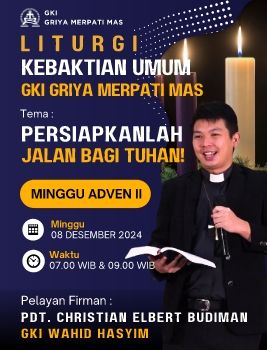 GKI
GRIYA MERPATI MAS
LITURGI
KEBAKTIAN UMUM
GKI GRIYA MERPATI MAS
Tema :
PERSIAPKANLAH
JALAN BAGI TUHAN!
MINGGU ADVEN II
Minggu
08 DESEMBER 2024
Waktu
07.00 WIB & 09.00 WIB
Pelayan Firman :
PDT. CHRISTIAN ELBERT BUDIMAN
GKI WAHID HASYIM